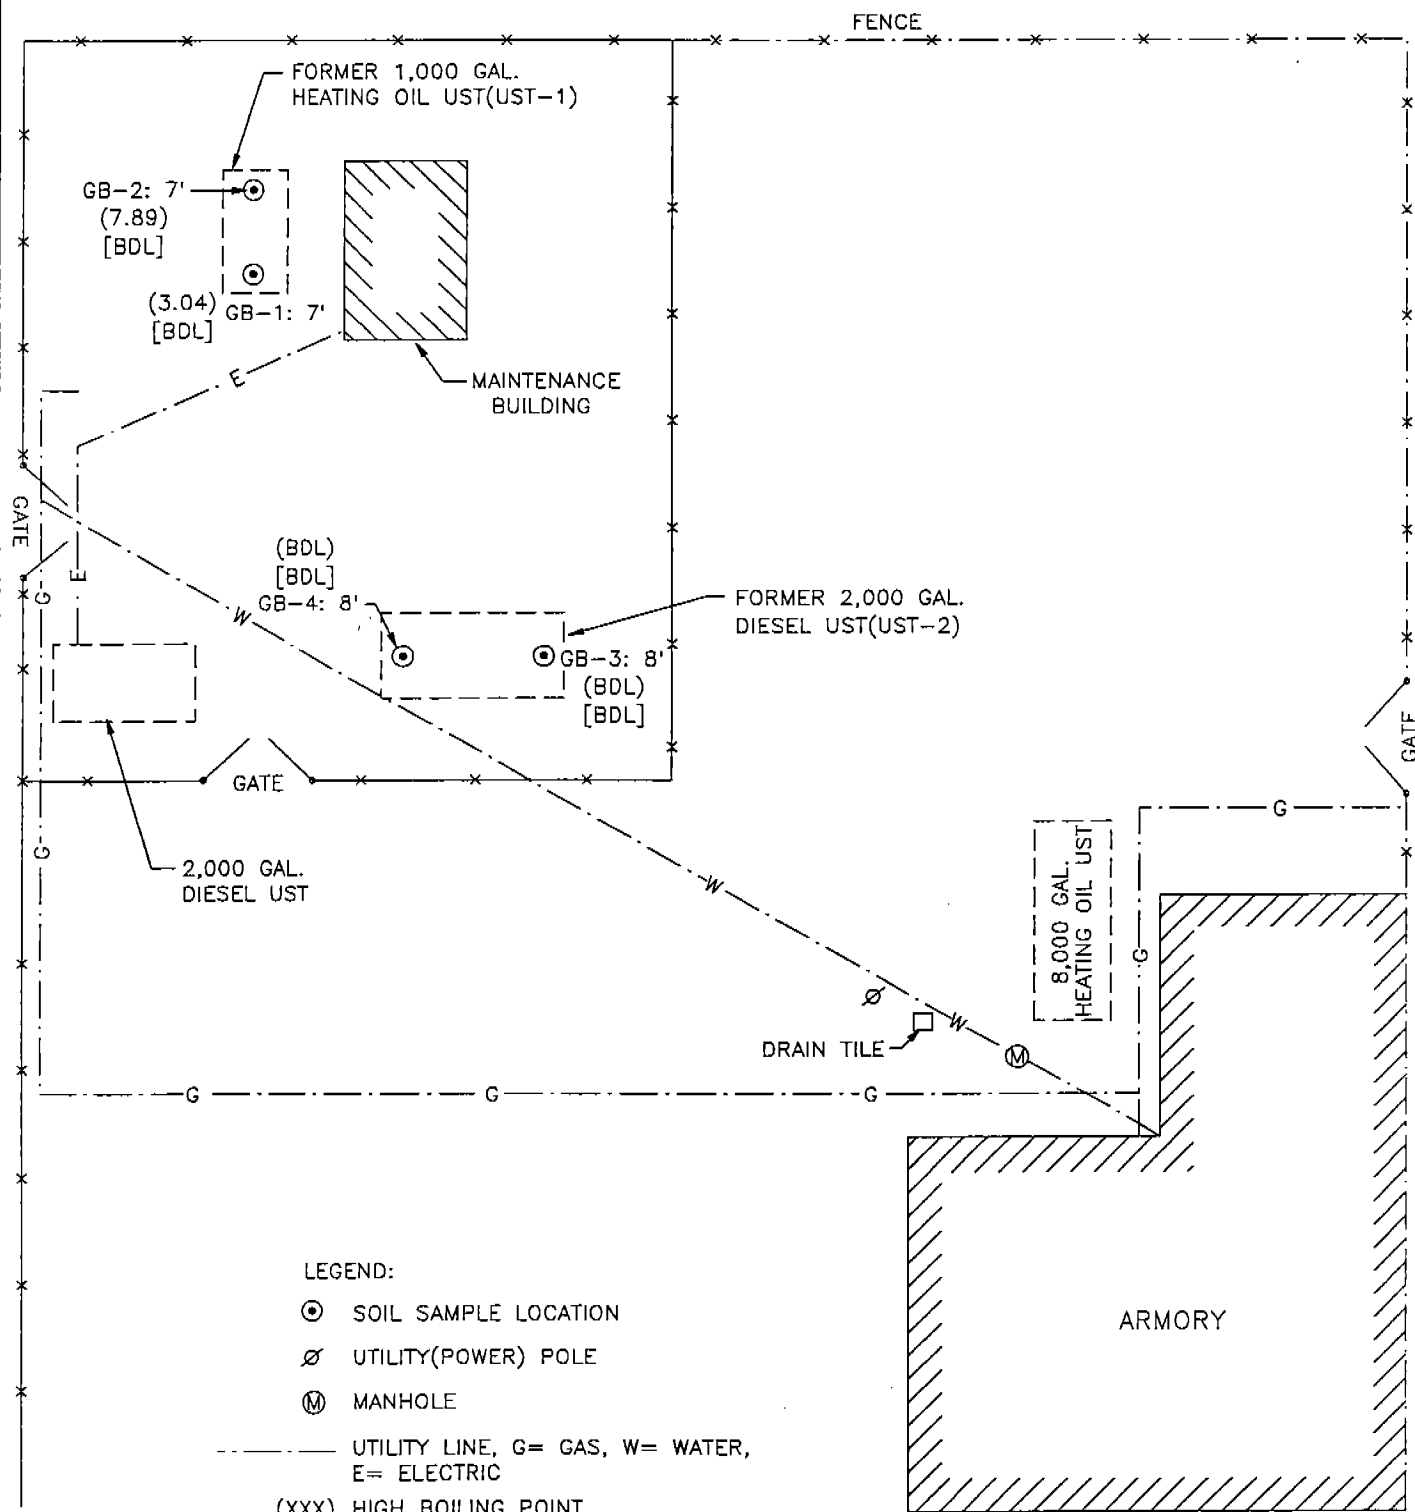 FENCE
FORMER 1,000 GAL.
HEATING OIL UST(UST-1)
GB-2: 7'
(7.89)
[BDL]
(3.04)
[BDL]
GB-1: 7'
E
MAINTENANCE
BUILDING
GATE
G
E
W
(BDL)
[BDL]
GB-4: 8'
FORMER 2,000 GAL.
DIESEL UST(UST-2)
GB-3: 8'
(BDL)
[BDL]
GATE
GATE
G
G
2,000 GAL.
DIESEL UST
8,000 GAL.
HEATING OIL UST
W
G
W
DRAIN TILE
M
G
G
G
ARMORY
LEGEND:
SOIL SAMPLE LOCATION
UTILITY(POWER) POLE
M MANHOLE
UTILITY LINE, G= GAS, W= WATER,
E= ELECTRIC
(XXX) HIGH BOILING POINT